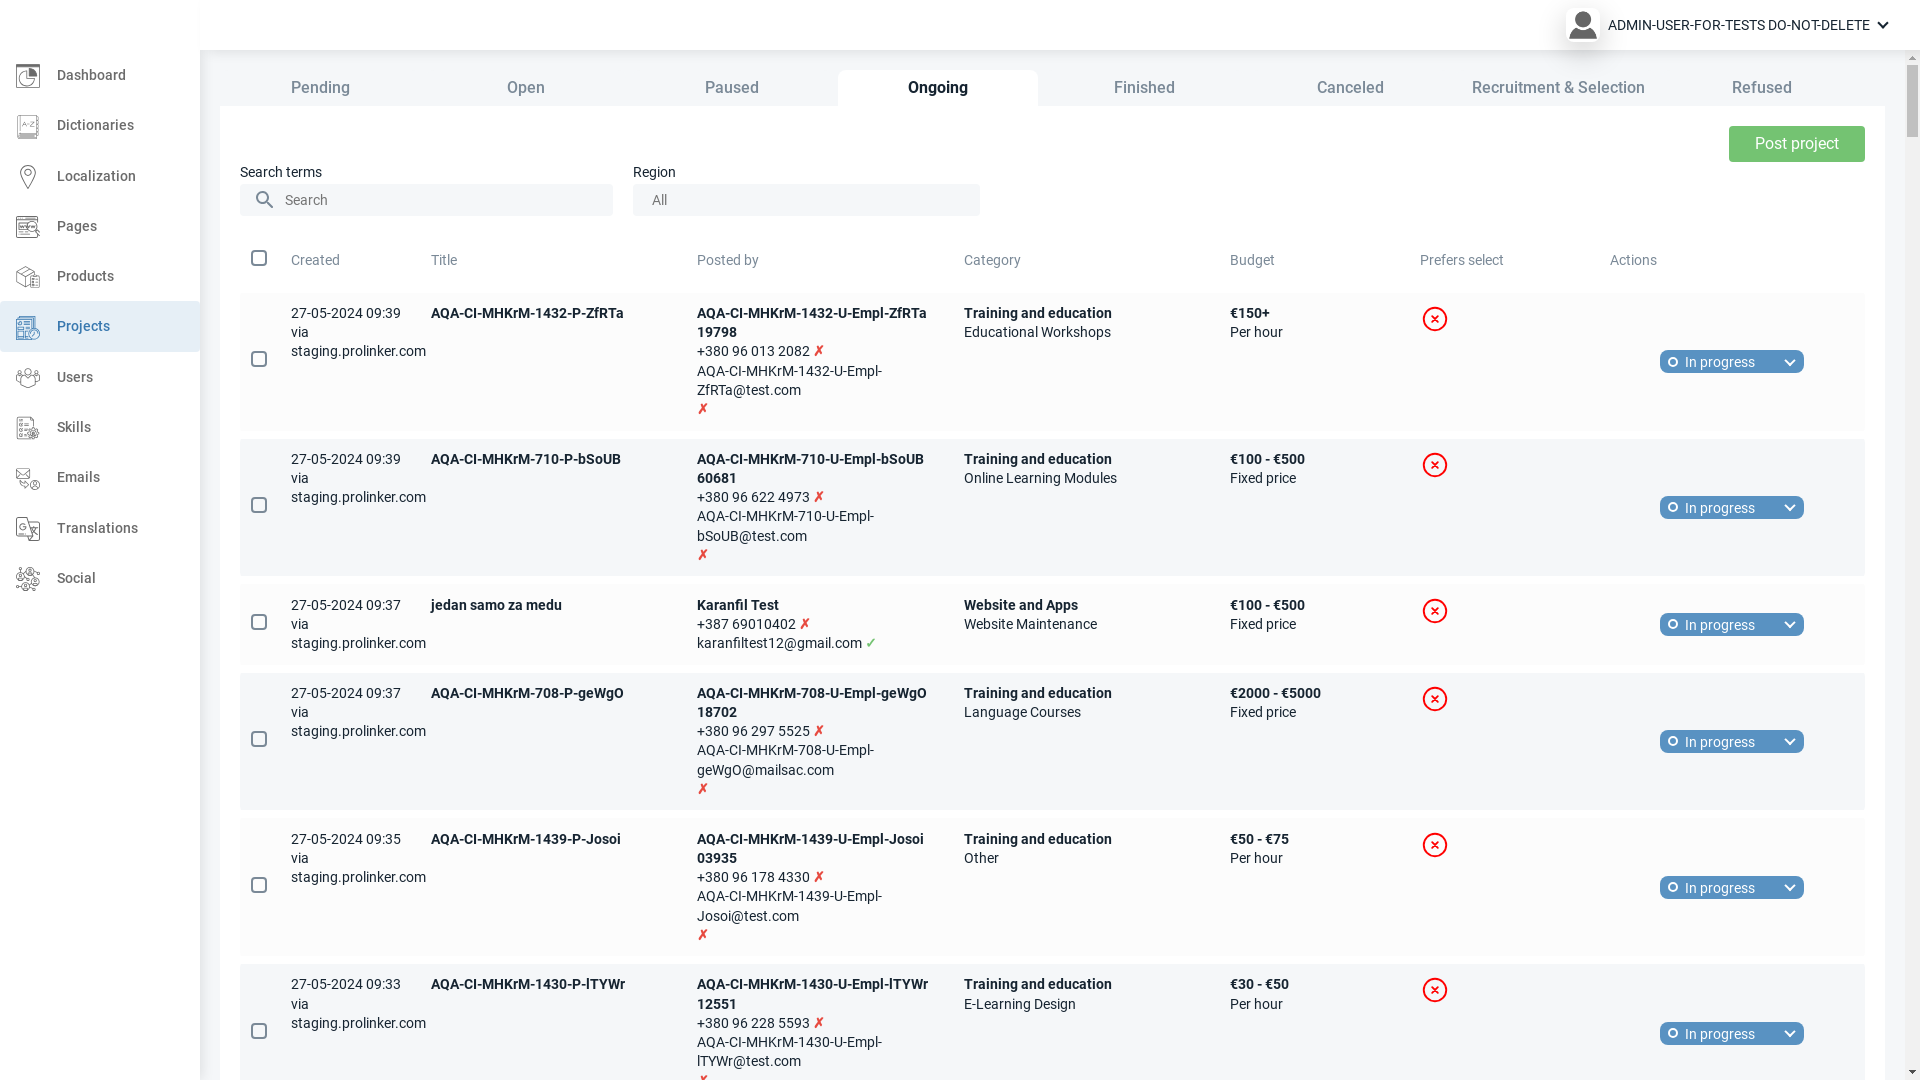 ADMIN-USER-FOR-TESTS DO-NOT-DELETE
Dashboard
Dictionaries
Localization
Pages
Products
Projects
Users
Skills
Emails
Translations
Social
Pending
Open
Paused
Ongoing
Finished
Canceled
Recruitment & Selection
Refused
Post project
Search terms
Region
Search
All
Created
Title
Posted by
Category
Budget
Prefers select
Actions
27-05-2024 09:39
via
staging.prolinker.com
AQA-CI-MHKrM-1432-P-ZfRTa
AQA-CI-MHKrM-1432-U-Empl-ZfRTa
19798
+380 96 013 2082 ✗
AQA-CI-MHKrM-1432-U-Empl-
ZfRTa@test.com
✗
Training and education
Educational Workshops
€150+
Per hour
In progress
27-05-2024 09:39
via
staging.prolinker.com
AQA-CI-MHKrM-710-P-bSoUB
AQA-CI-MHKrM-710-U-Empl-bSoUB
60681
+380 96 622 4973 ✗
AQA-CI-MHKrM-710-U-Empl-
bSoUB@test.com
✗
Training and education
Online Learning Modules
€100 - €500
Fixed price
In progress
27-05-2024 09:37
via
staging.prolinker.com
jedan samo za medu
Karanfil Test
+387 69010402 ✗
karanfiltest12@gmail.com ✓
Website and Apps
Website Maintenance
€100 - €500
Fixed price
In progress
27-05-2024 09:37
via
staging.prolinker.com
AQA-CI-MHKrM-708-P-geWgO
AQA-CI-MHKrM-708-U-Empl-geWgO
18702
+380 96 297 5525 ✗
AQA-CI-MHKrM-708-U-Empl-
geWgO@mailsac.com
✗
Training and education
Language Courses
€2000 - €5000
Fixed price
In progress
27-05-2024 09:35
via
staging.prolinker.com
AQA-CI-MHKrM-1439-P-Josoi
AQA-CI-MHKrM-1439-U-Empl-Josoi
03935
+380 96 178 4330 ✗
AQA-CI-MHKrM-1439-U-Empl-
Josoi@test.com
✗
Training and education
Other
€50 - €75
Per hour
In progress
27-05-2024 09:33
via
staging.prolinker.com
AQA-CI-MHKrM-1430-P-lTYWr
AQA-CI-MHKrM-1430-U-Empl-lTYWr
12551
+380 96 228 5593 ✗
AQA-CI-MHKrM-1430-U-Empl-
lTYWr@test.com
✗
Training and education
E-Learning Design
€30 - €50
Per hour
In progress